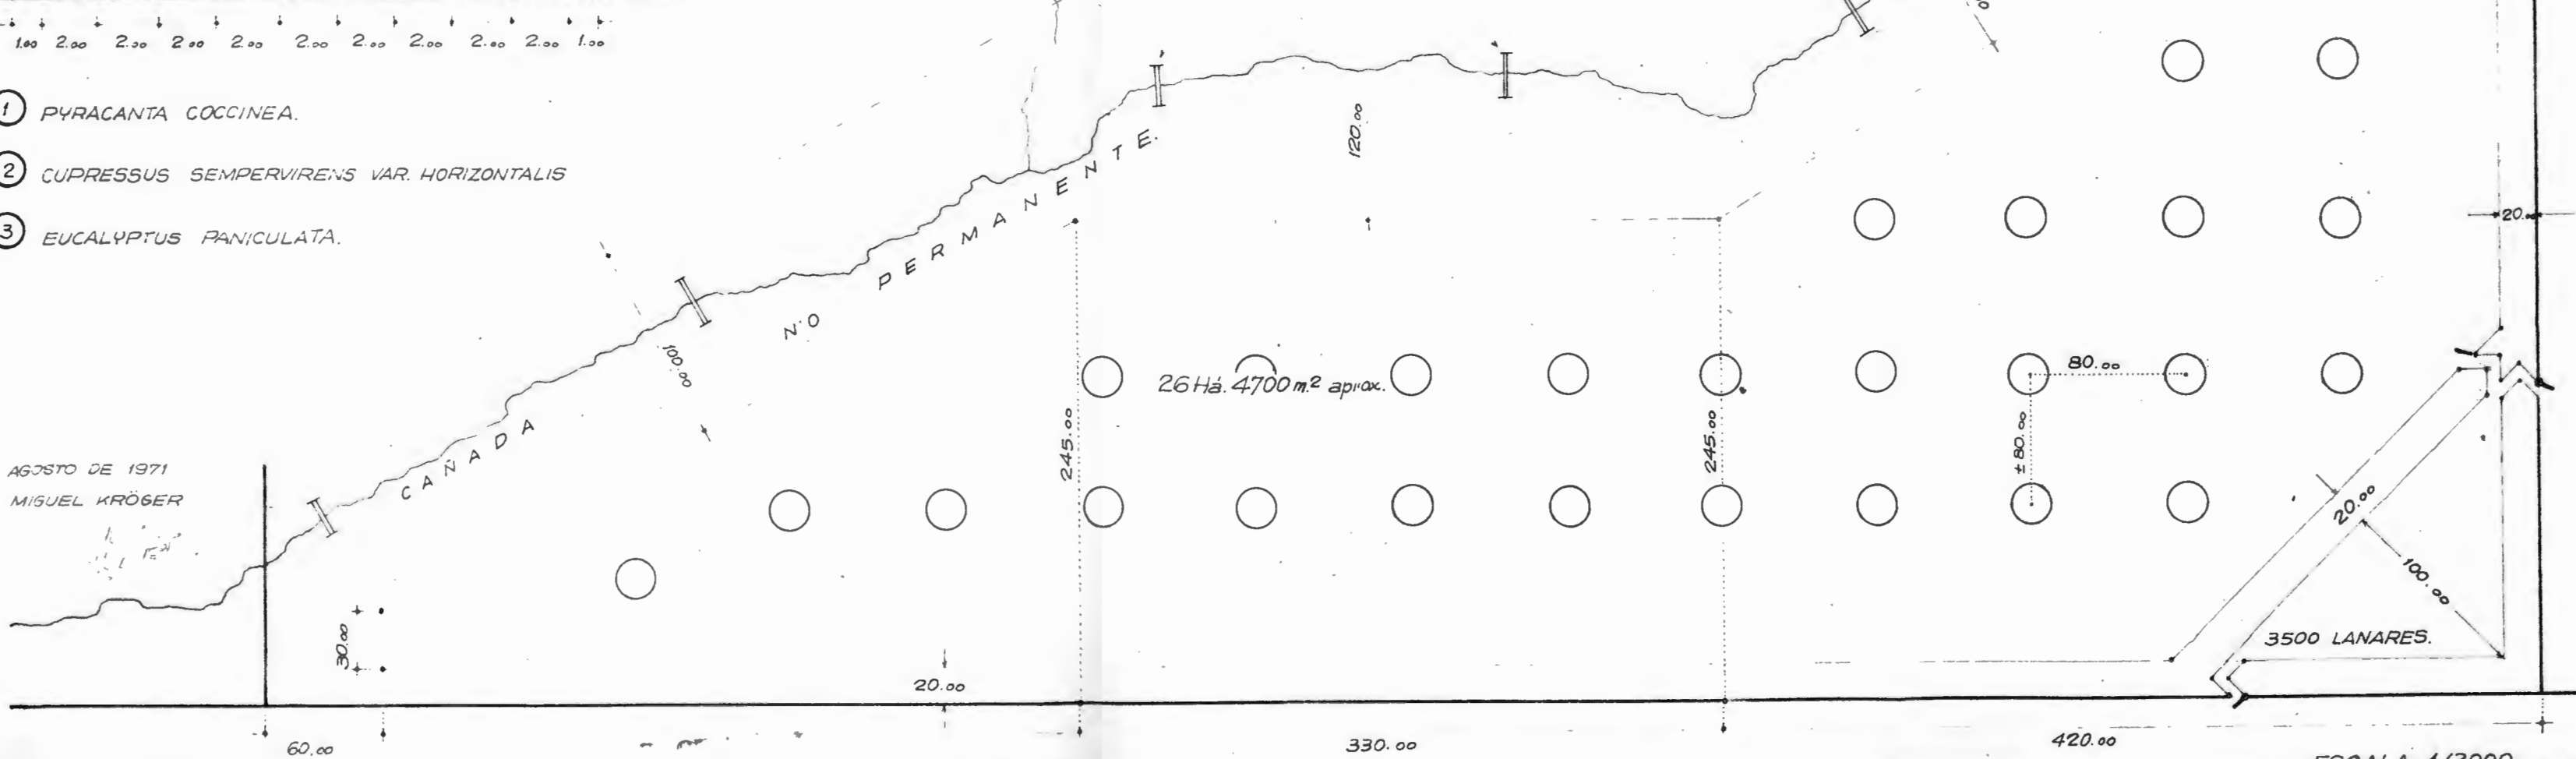 1.00 2.00 2.00 2.00 2.00 2.00 2.00 2.00 2.00 2.00 1.00
1 PYRACANTA COCCINEA.
2 CUPRESSUS SEMPERVIRENS VAR. HORIZONTALIS
3 EUCALYPTUS PANICULATA.
AGOSTO DE 1971
MIGUEL KRÖGER
CAÑADA NO PERMANENTE.
100.00
120.00
20.00
26 Há. 4700 m.² aprox.
80.00
245.00
245.00
±80.00
20.00
100.00
3500 LANARES.
30.00
20.00
60.00
330.00
420.00